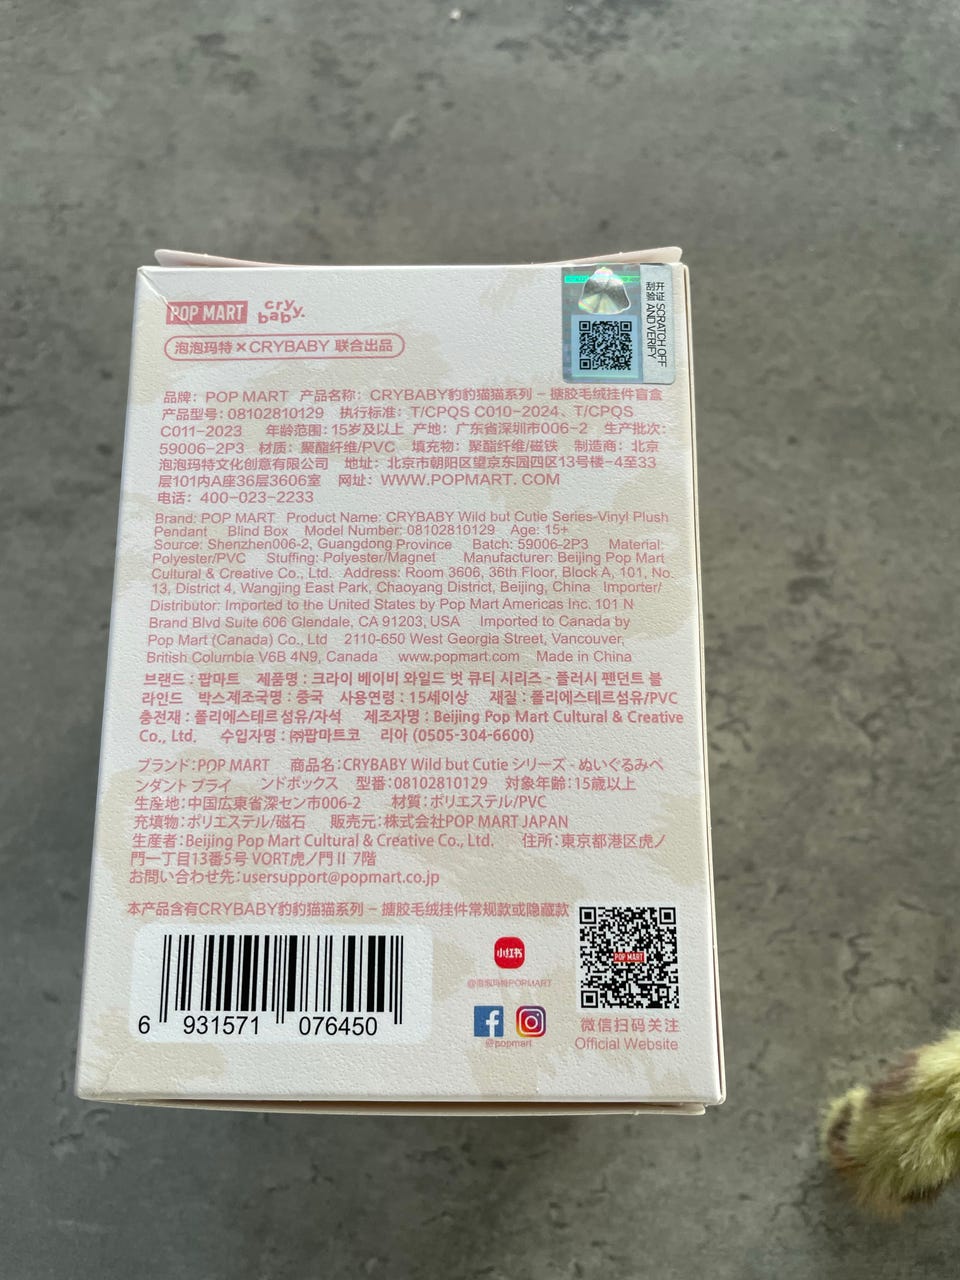 POP MART cry baby.
泡泡玛特×CRYBABY 联合出品
开过 SCRATCH OFF
刮验 AND VERIFY
品牌：POP MART 产品名称：CRYBABY豹豹猫猫系列－搪胶毛绒挂件盲盒
产品型号：08102810129 执行标准：T/CPQS C010-2024、T/CPQS
C011-2023 年龄范围：15岁及以上 产地：广东省深圳市006-2 生产批次：
59006-2P3 材质：聚酯纤维/PVC 填充物：聚酯纤维/磁铁 制造商：北京
泡泡玛特文化创意有限公司 地址：北京市朝阳区望京东园四区13号楼-4至33
层101内A座36层3606室 网址：WWW.POPMART. COM
电话：400-023-2233
Brand: POP MART Product Name: CRYBABY Wild but Cutie Series-Vinyl Plush
Pendant Blind Box Model Number: 08102810129 Age: 15+
Source: Shenzhen006-2, Guangdong Province Batch: 59006-2P3 Material:
Polyester/PVC Stuffing: Polyester/Magnet Manufacturer: Beijing Pop Mart
Cultural & Creative Co., Ltd. Address: Room 3606, 36th Floor, Block A, 101, No.
13, District 4, Wangjing East Park, Chaoyang District, Beijing, China Importer/
Distributor: Imported to the United States by Pop Mart Americas Inc. 101 N
Brand Blvd Suite 606 Glendale, CA 91203, USA Imported to Canada by
Pop Mart (Canada) Co., Ltd 2110-650 West Georgia Street, Vancouver,
British Columbia V6B 4N9, Canada www.popmart.com Made in China
브랜드 : 팝마트 제품명 : 크라이 베이비 와일드 벗 큐티 시리즈 - 플러시 펜던트 블
라인드 박스제조국명 : 중국 사용연령 : 15세이상 재질 : 폴리에스테르섬유/PVC
충전재 : 폴리에스테르섬유/자석 제조자명 : Beijing Pop Mart Cultural & Creative
Co., Ltd. 수입자명 : ㈜팝마트코 리아 (0505-304-6600)
ブランド：POP MART 商品名：CRYBABY Wild but Cutie シリーズ - ぬいぐるみペ
ンダント ブライ ンドボックス 型番：08102810129 対象年齢：15歳以上
生産地：中国広東省深セン市006-2 材質：ポリエステル/PVC
充填物：ポリエステル/磁石 販売元：株式会社POP MART JAPAN
生産者：Beijing Pop Mart Cultural & Creative Co., Ltd. 住所：東京都港区虎ノ
門一丁目13番5号 VORT虎ノ門Ⅱ 7階
お問い合わせ先：usersupport@popmart.co.jp
本产品含有CRYBABY豹豹猫猫系列－搪胶毛绒挂件常规款或隐藏款
6 931571 076450
小红书
@泡泡玛特POPMART
@popmart
POP MART
微信扫码关注
Official Website